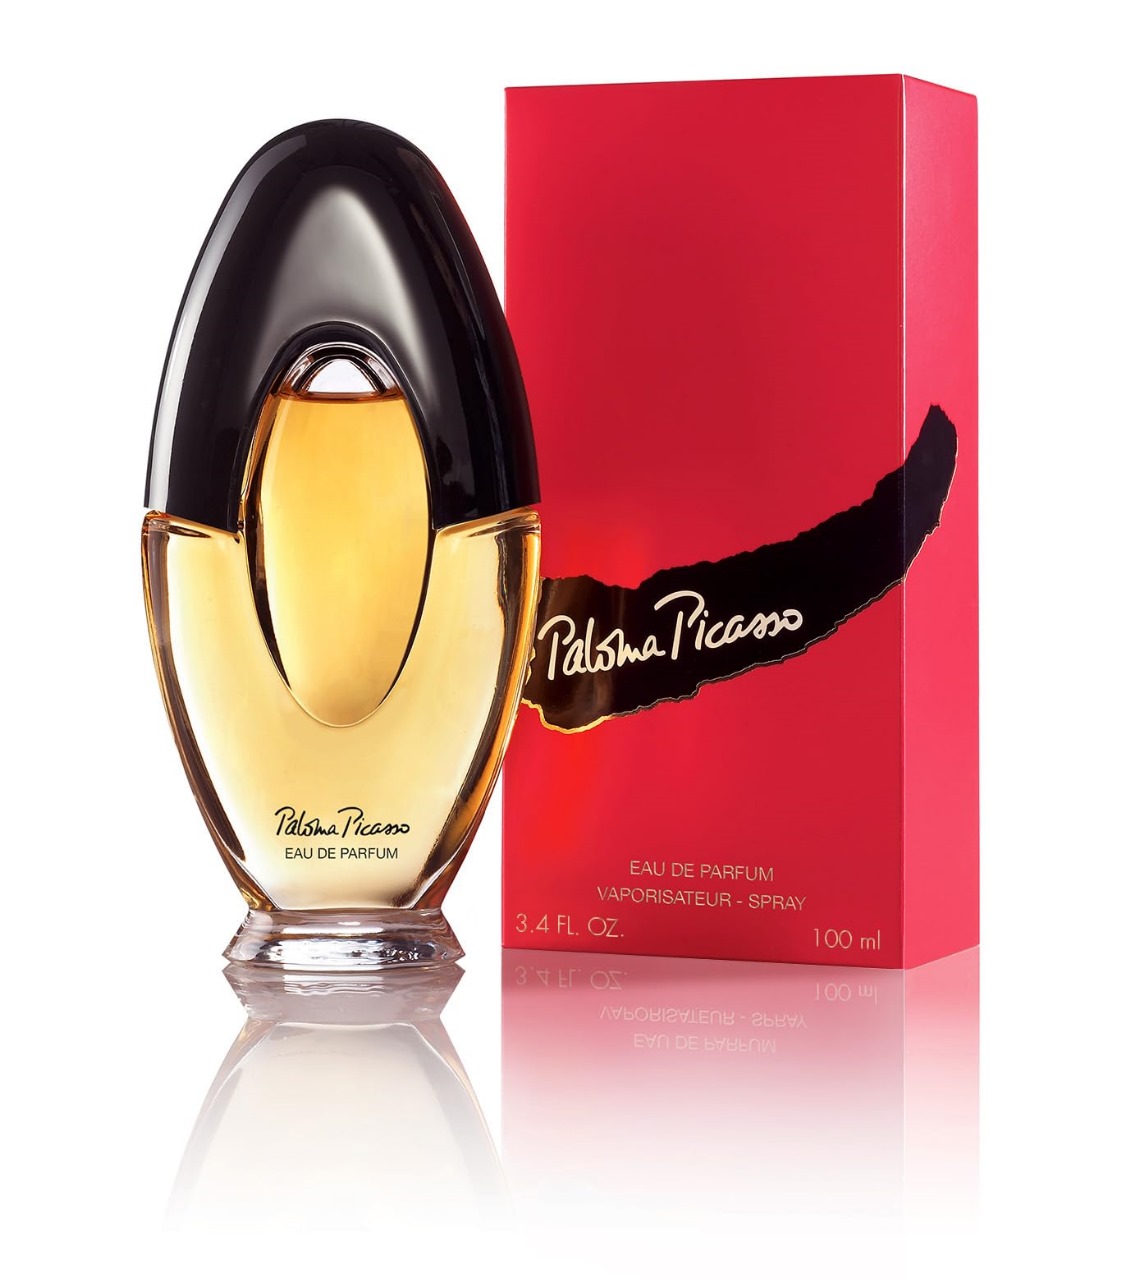 Paloma Picasso
EAU DE PARFUM
Paloma Picasso
EAU DE PARFUM
VAPORISATEUR - SPRAY
3.4 FL. OZ.
100 ml